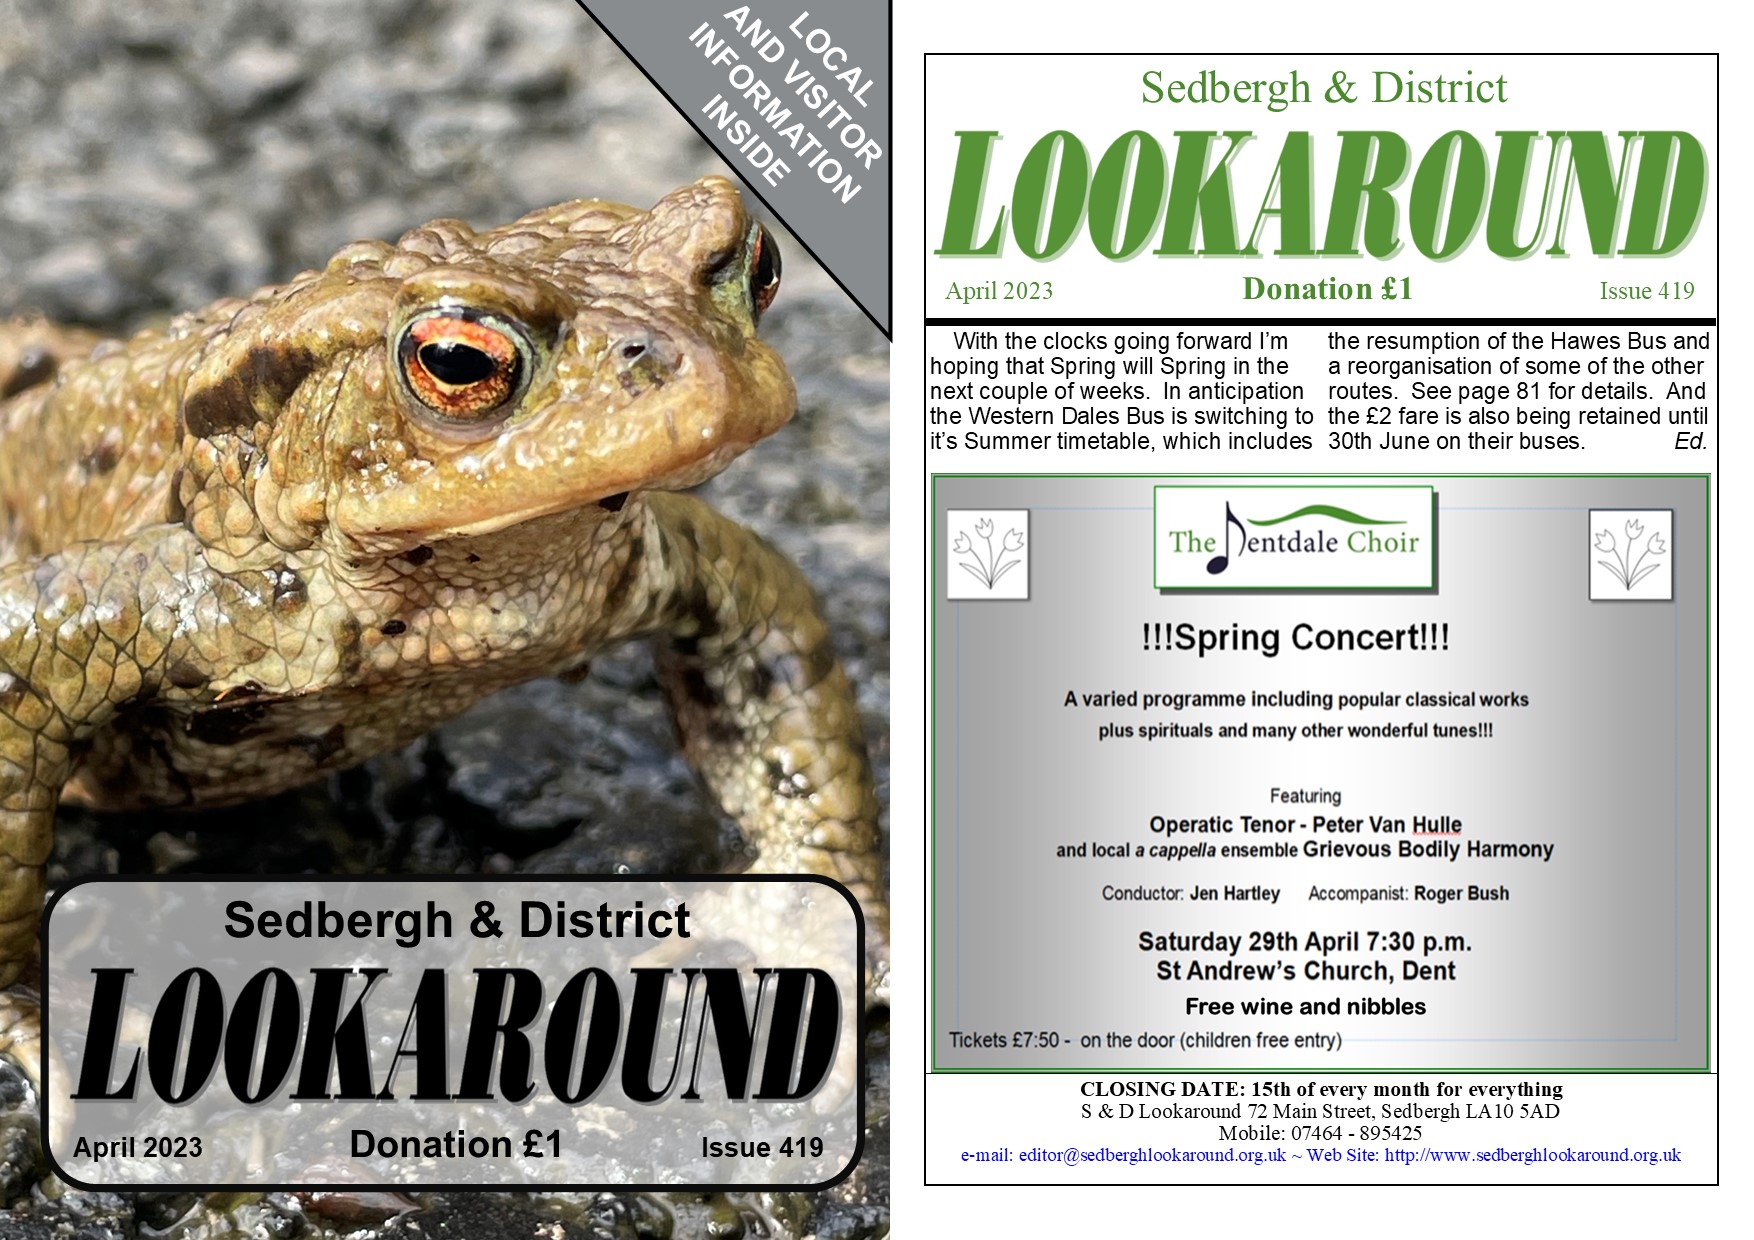 LOCAL
AND VISITOR
INFORMATION
INSIDE
Sedbergh & District
LOOKAROUND
April 2023 Donation £1 Issue 419
Sedbergh & District
LOOKAROUND
April 2023 Donation £1 Issue 419
With the clocks going forward I’m
hoping that Spring will Spring in the
next couple of weeks. In anticipation
the Western Dales Bus is switching to
it’s Summer timetable, which includes
the resumption of the Hawes Bus and
a reorganisation of some of the other
routes. See page 81 for details. And
the £2 fare is also being retained until
30th June on their buses. Ed.
The Dentdale Choir
!!!Spring Concert!!!
A varied programme including popular classical works
plus spirituals and many other wonderful tunes!!!
Featuring
Operatic Tenor - Peter Van Hulle
and local a cappella ensemble Grievous Bodily Harmony
Conductor: Jen Hartley Accompanist: Roger Bush
Saturday 29th April 7:30 p.m.
St Andrew’s Church, Dent
Free wine and nibbles
Tickets £7:50 - on the door (children free entry)
CLOSING DATE: 15th of every month for everything
S & D Lookaround 72 Main Street, Sedbergh LA10 5AD
Mobile: 07464 - 895425
e-mail: editor@sedberghlookaround.org.uk ~ Web Site: http://www.sedberghlookaround.org.uk